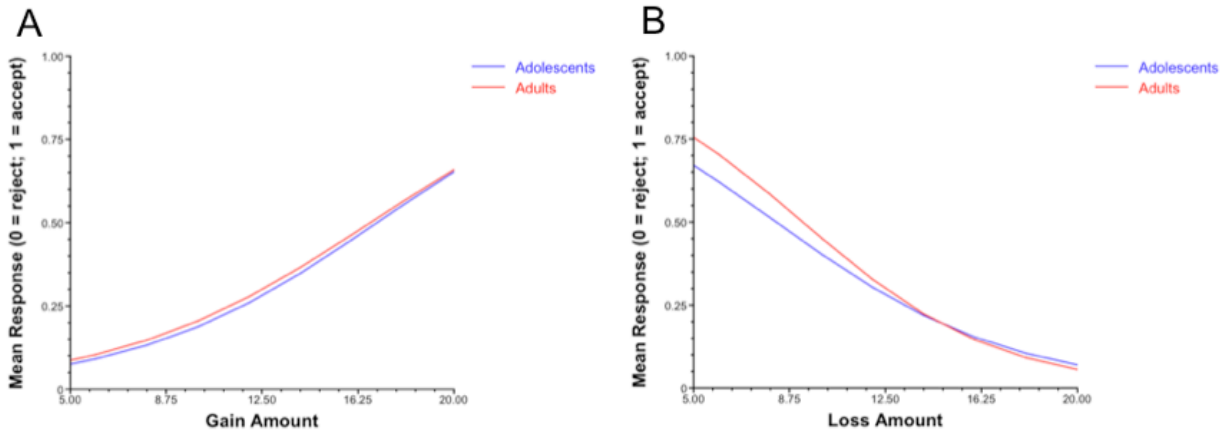 A
Mean Response (0 = reject; 1 = accept)
1.00
0.75
0.50
0.25
0
5.00 8.75 12.50 16.25 20.00
Gain Amount
Adolescents
Adults
B
Mean Response (0 = reject; 1 = accept)
1.00
0.75
0.50
0.25
0
5.00 8.75 12.50 16.25 20.00
Loss Amount
Adolescents
Adults